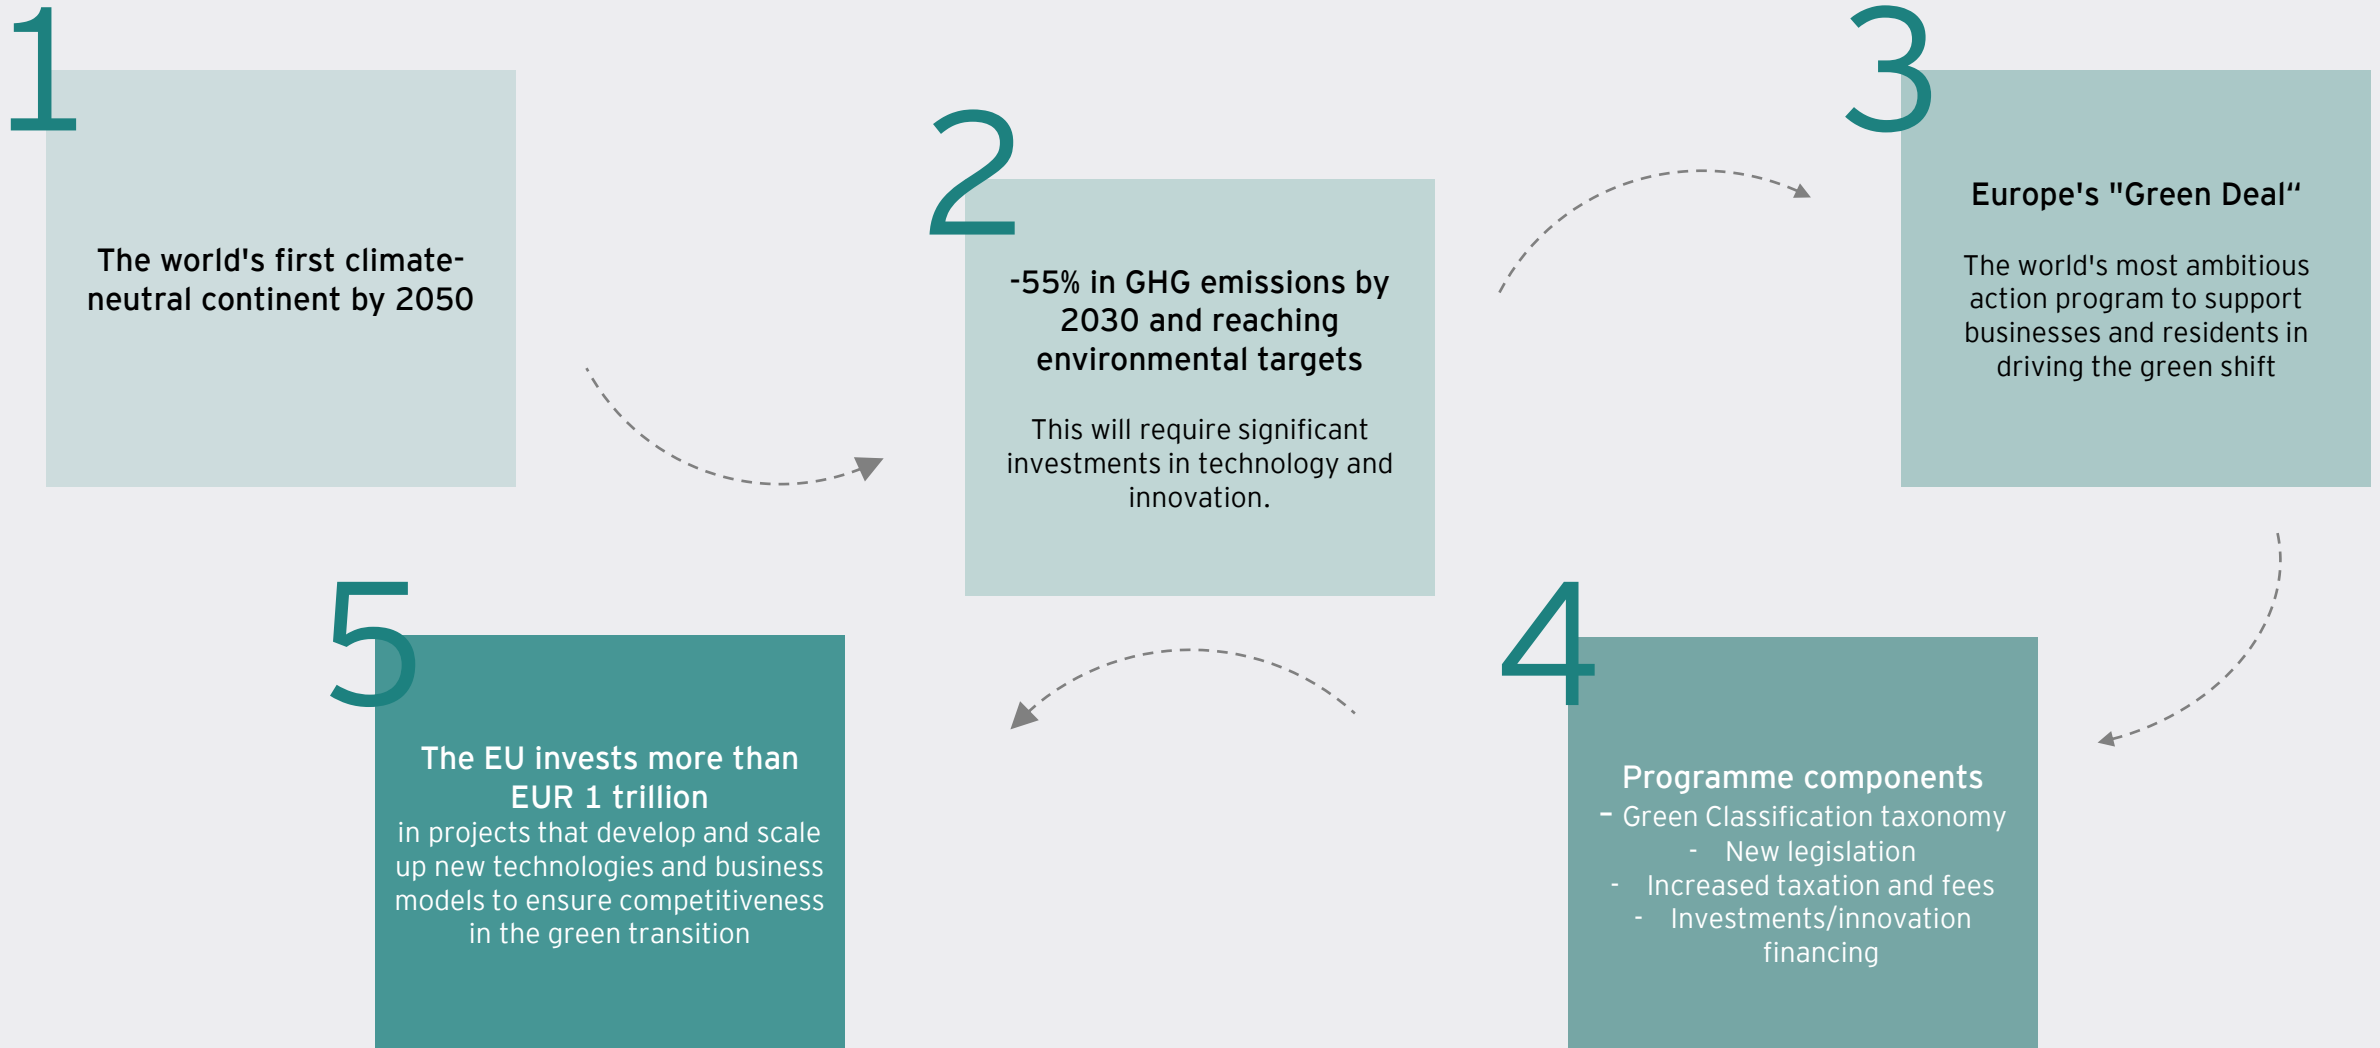 1
The world's first climate-
neutral continent by 2050
2
-55% in GHG emissions by
2030 and reaching
environmental targets
This will require significant
investments in technology and
innovation.
3
Europe's "Green Deal“
The world's most ambitious
action program to support
businesses and residents in
driving the green shift
4
Programme components
– Green Classification taxonomy
- New legislation
- Increased taxation and fees
- Investments/innovation
financing
5
The EU invests more than
EUR 1 trillion
in projects that develop and scale
up new technologies and business
models to ensure competitiveness
in the green transition